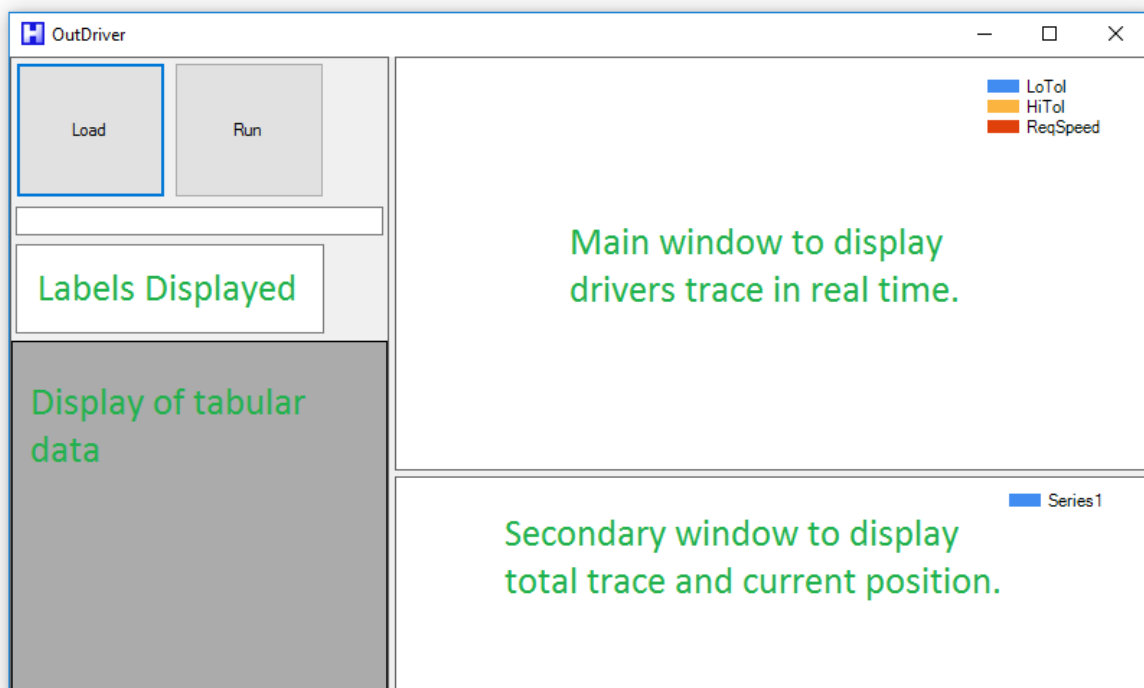 OutDriver
Load
Run
LoTol
HiTol
ReqSpeed
Main window to display
drivers trace in real time.
Labels Displayed
Display of tabular
data
Series1
Secondary window to display
total trace and current position.